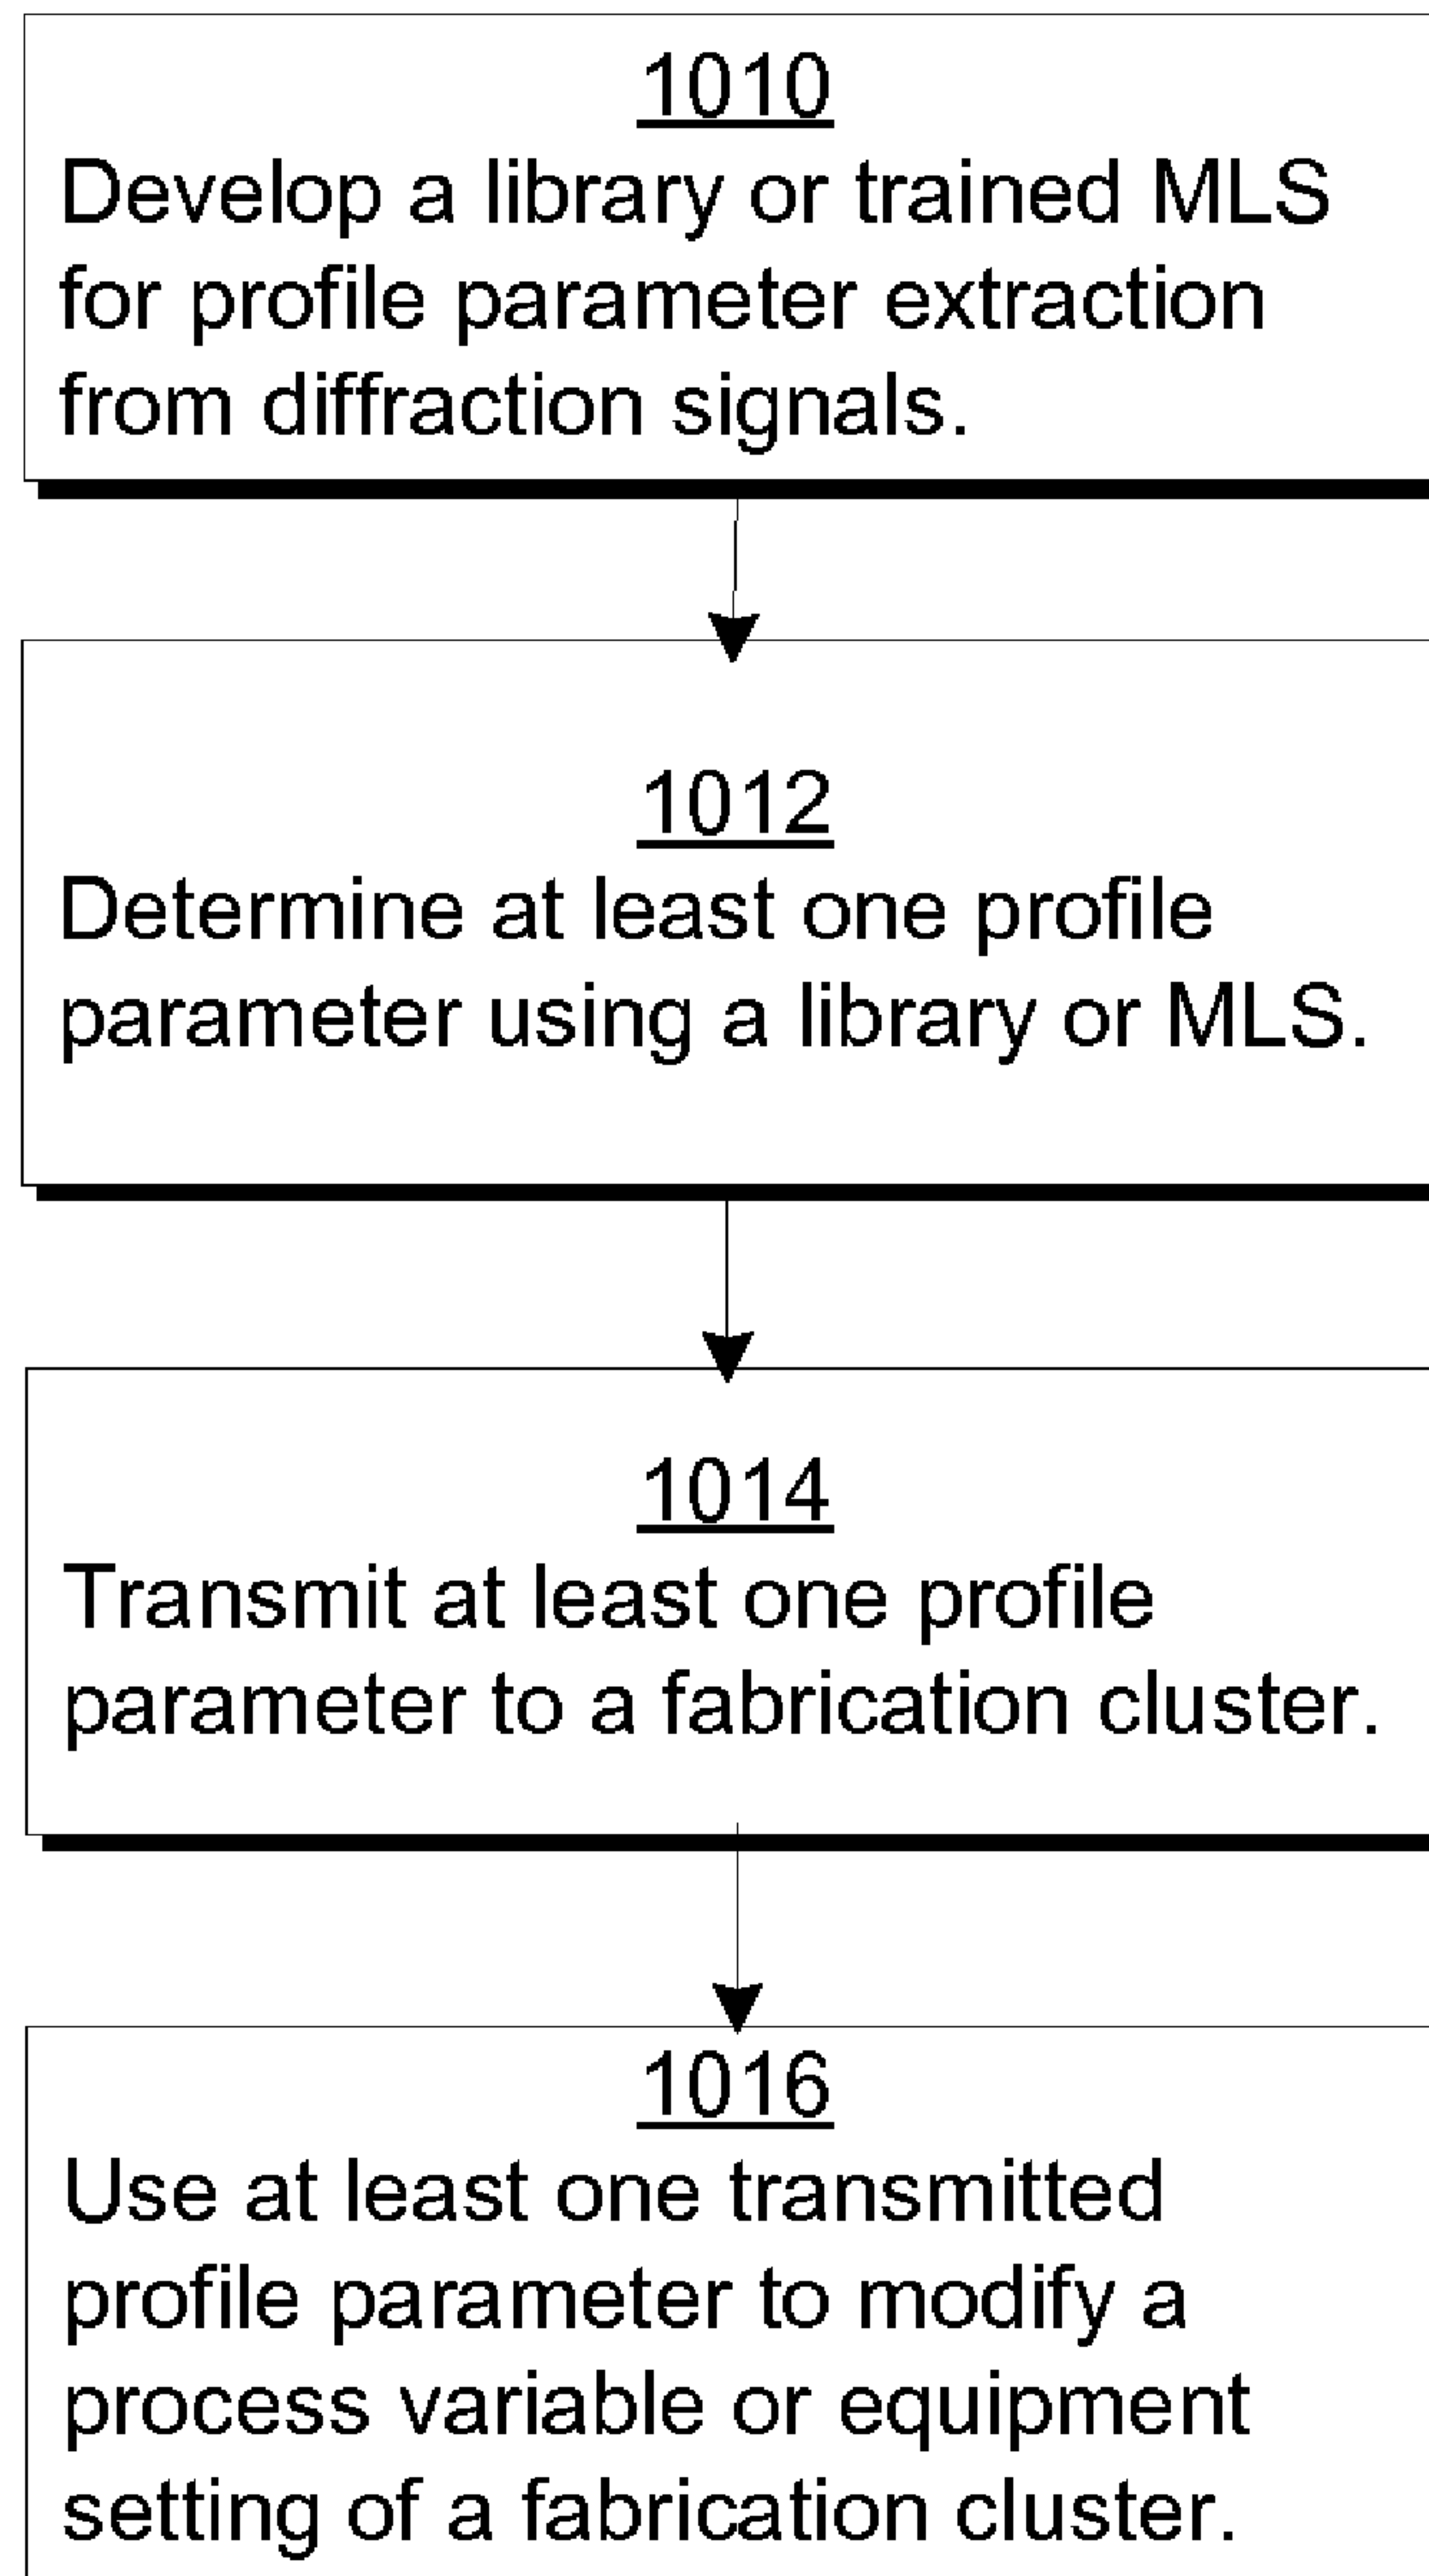 1010
Develop a library or trained MLS
for profile parameter extraction
from diffraction signals.
1012
Determine at least one profile
parameter using a library or MLS.
1014
Transmit at least one profile
parameter to a fabrication cluster.
1016
Use at least one transmitted
profile parameter to modify a
process variable or equipment
setting of a fabrication cluster.